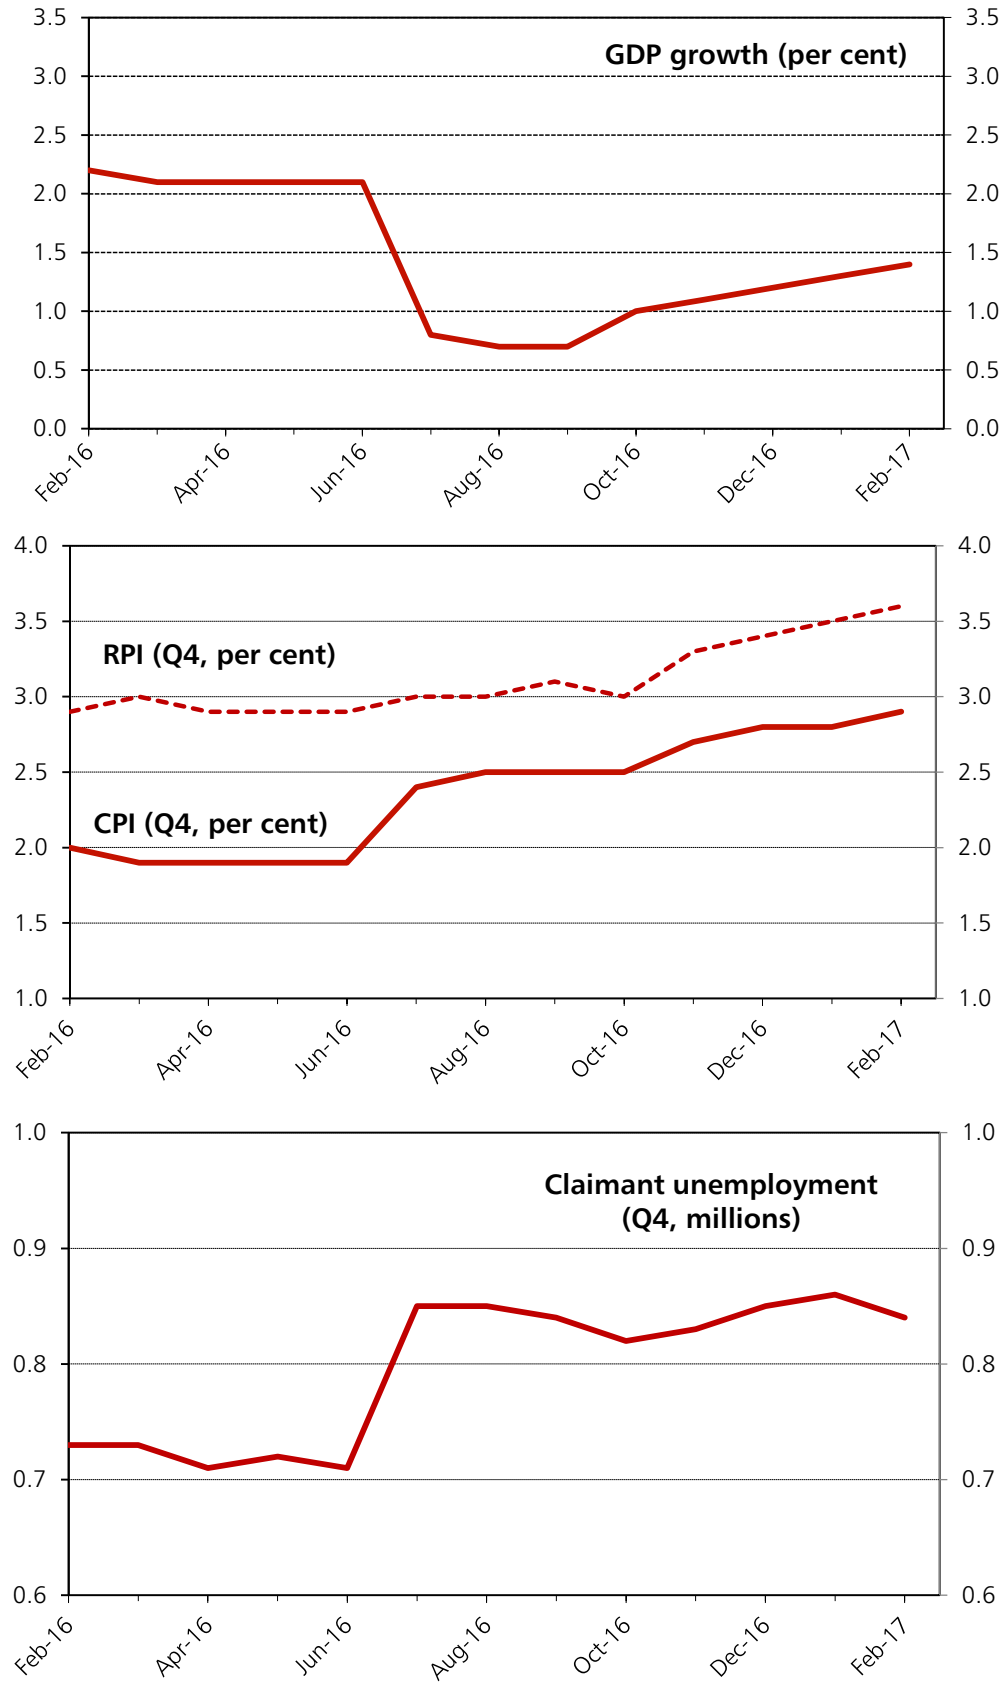 GDP growth (per cent)
3.5 3.5
3.0 3.0
2.5 2.5
2.0 2.0
1.5 1.5
1.0 1.0
0.5 0.5
0.0 0.0
Feb-16 Apr-16 Jun-16 Aug-16 Oct-16 Dec-16 Feb-17
4.0 4.0
3.5 3.5
RPI (Q4, per cent)
3.0 3.0
2.5 2.5
CPI (Q4, per cent)
2.0 2.0
1.5 1.5
1.0 1.0
Feb-16 Apr-16 Jun-16 Aug-16 Oct-16 Dec-16 Feb-17
1.0 1.0
Claimant unemployment
(Q4, millions)
0.9 0.9
0.8 0.8
0.7 0.7
0.6 0.6
Feb-16 Apr-16 Jun-16 Aug-16 Oct-16 Dec-16 Feb-17